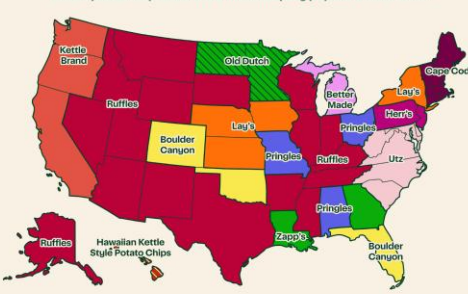 Kettle
Brand
Old Dutch
Cape Cod
Ruffles
Better
Made
Lay's
Lay's
Herr's
Boulder
Canyon
Pringles
Pringles
Ruffles
Utz
Pringles
Ruffles
Hawaiian Kettle
Style Potato Chips
Zapp's
Boulder
Canyon